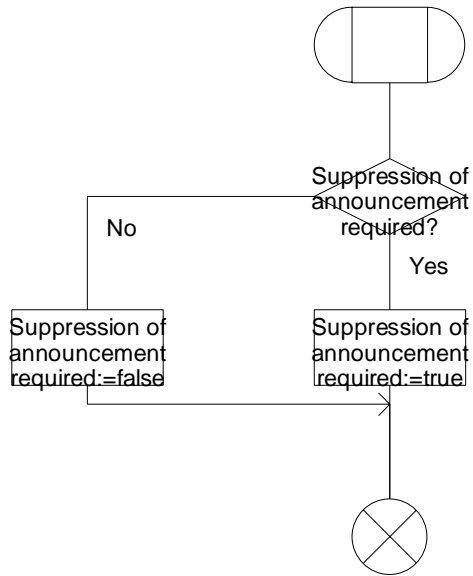 Suppression of
announcement
required?
No
Yes
Suppression of
announcement
required:=false
Suppression of
announcement
required:=true